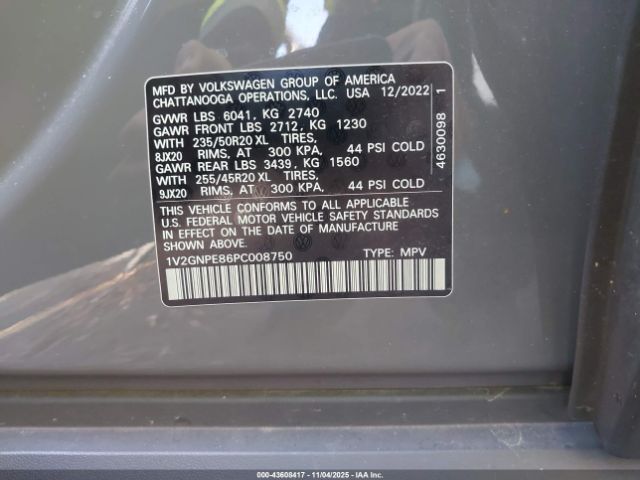 MFD BY VOLKSWAGEN GROUP OF AMERICA
CHATTANOOGA OPERATIONS, LLC. USA 12/2022
GVWR LBS 6041, KG 2740
GAWR FRONT LBS 2712, KG 1230
WITH 235/50R20 XL TIRES,
8JX20 RIMS, AT 300 KPA, 44 PSI COLD
GAWR REAR LBS 3439, KG 1560
WITH 255/45R20 XL TIRES,
9JX20 RIMS, AT 300 KPA, 44 PSI COLD
THIS VEHICLE CONFORMS TO ALL APPLICABLE
U.S. FEDERAL MOTOR VEHICLE SAFETY STANDARDS
IN EFFECT ON THE DATE OF MANUFACTURE
SHOWN ABOVE.
1V2GNPE86PC008750 TYPE: MPV
4630098 1
000-43608417 - 11/04/2025 - IAAI.com